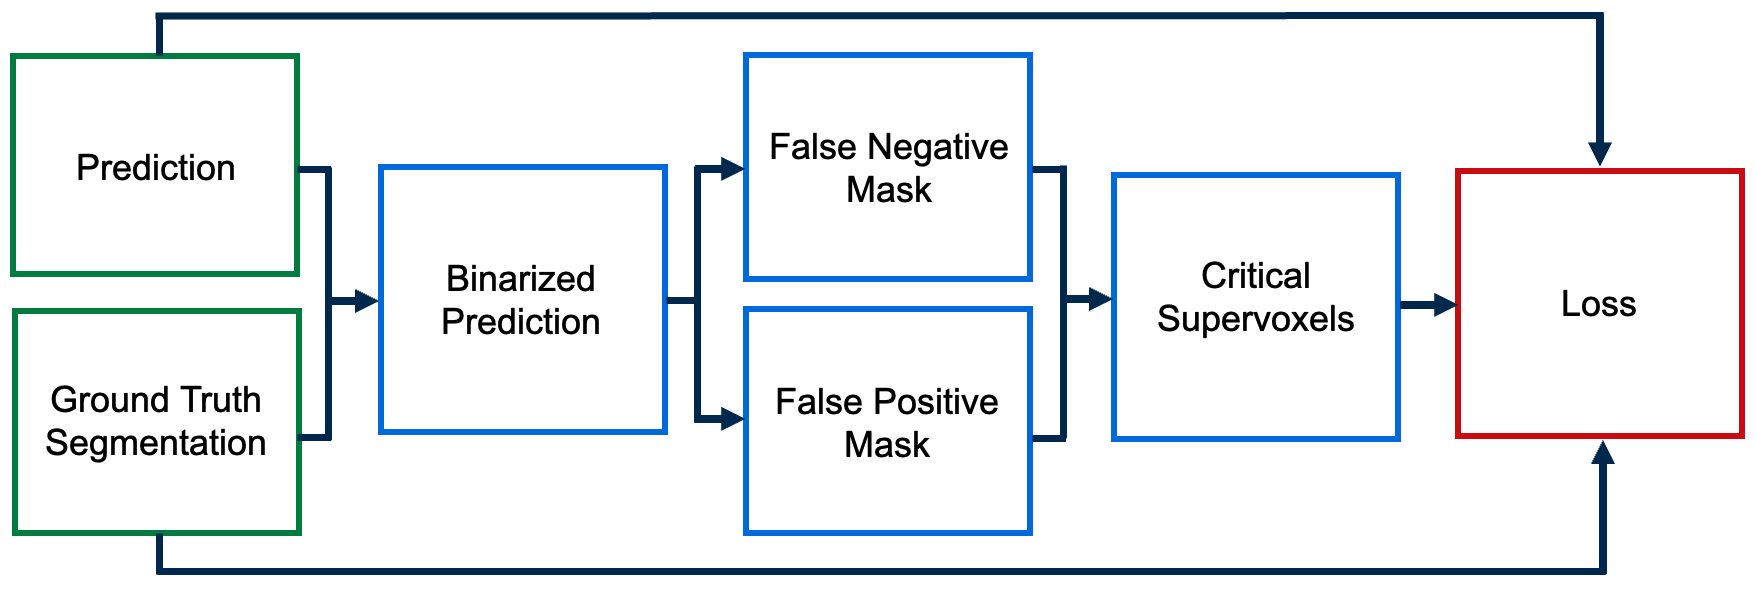 Prediction
Ground Truth
Segmentation
Binarized
Prediction
False Negative
Mask
False Positive
Mask
Critical
Supervoxels
Loss